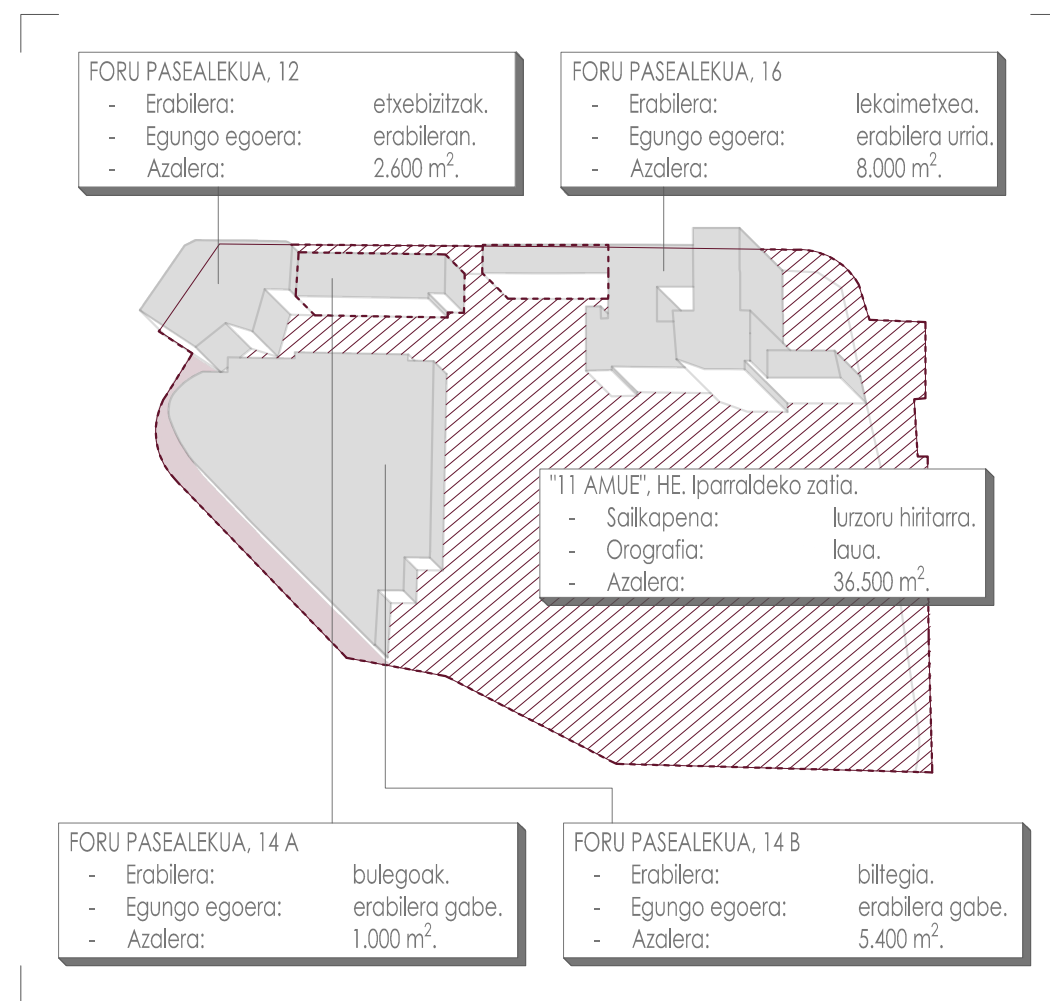 FORU PASEALEKUA, 12
- Erabilera: etxebizitzak.
- Egungo egoera: erabileran.
- Azalera: 2.600 m².
FORU PASEALEKUA, 16
- Erabilera: lekaimetxea.
- Egungo egoera: erabilera urria.
- Azalera: 8.000 m².
"11 AMUE", HE. Iparraldeko zatia.
- Sailkapena: lurzoru hiritarra.
- Orografia: laua.
- Azalera: 36.500 m².
FORU PASEALEKUA, 14 A
- Erabilera: bulegoak.
- Egungo egoera: erabilera gabe.
- Azalera: 1.000 m².
FORU PASEALEKUA, 14 B
- Erabilera: biltegia.
- Egungo egoera: erabilera gabe.
- Azalera: 5.400 m².